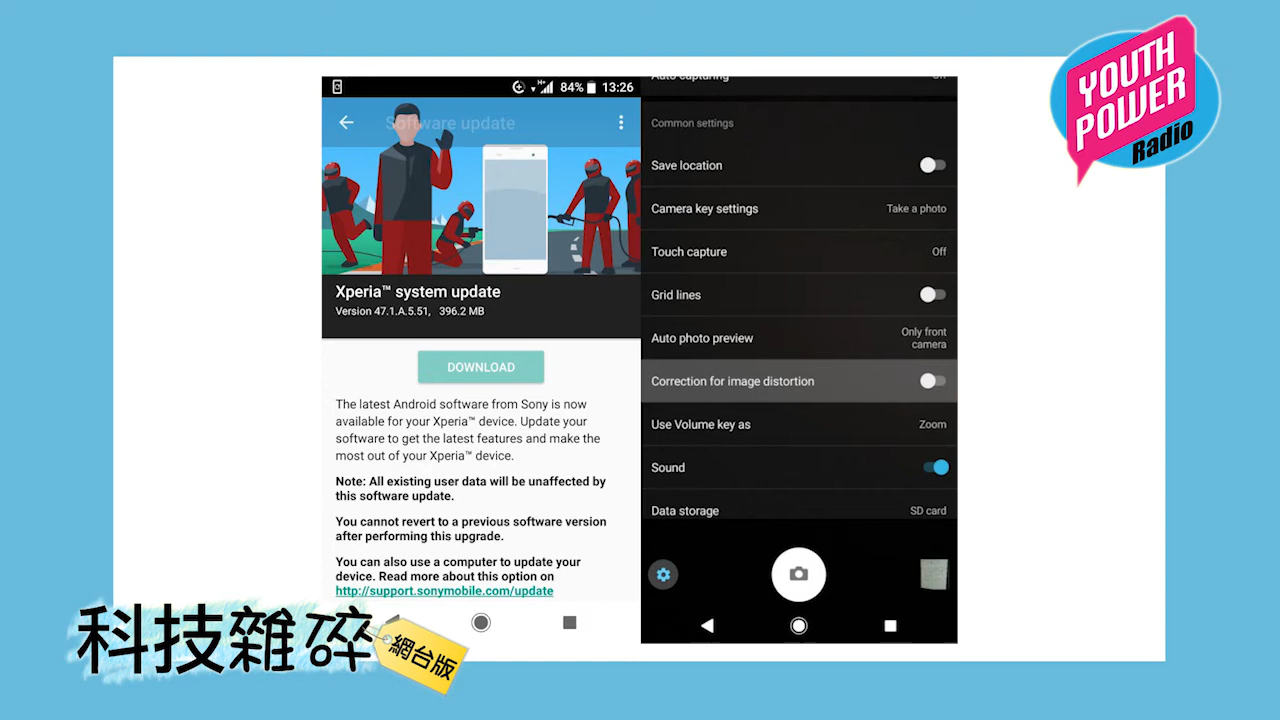 84% 13:26
Software update
Xperia™ system update
Version 47.1.A.5.51, 396.2 MB
DOWNLOAD
The latest Android software from Sony is now
available for your Xperia™ device. Update your
software to get the latest features and make the
most out of your Xperia™ device.
Note: All existing user data will be unaffected by
this software update.
You cannot revert to a previous software version
after performing this upgrade.
You can also use a computer to update your
device. Read more about this option on
http://support.sonymobile.com/update
Auto capturing Off
Common settings
Save location
Camera key settings Take a photo
Touch capture Off
Grid lines
Auto photo preview Only front
camera
Correction for image distortion
Use Volume key as Zoom
Sound
Data storage SD card
YOUTH
POWER
Radio
科技雜碎
網台版